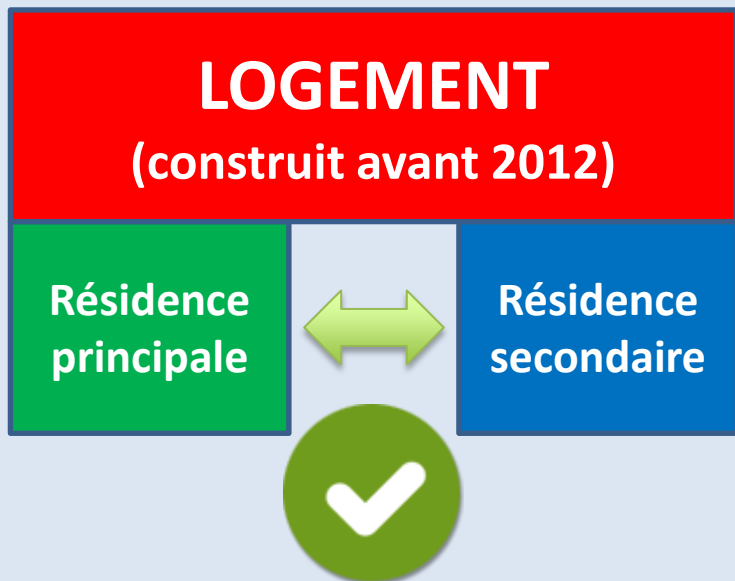 LOGEMENT
(construit avant 2012)
Résidence
principale
Résidence
secondaire